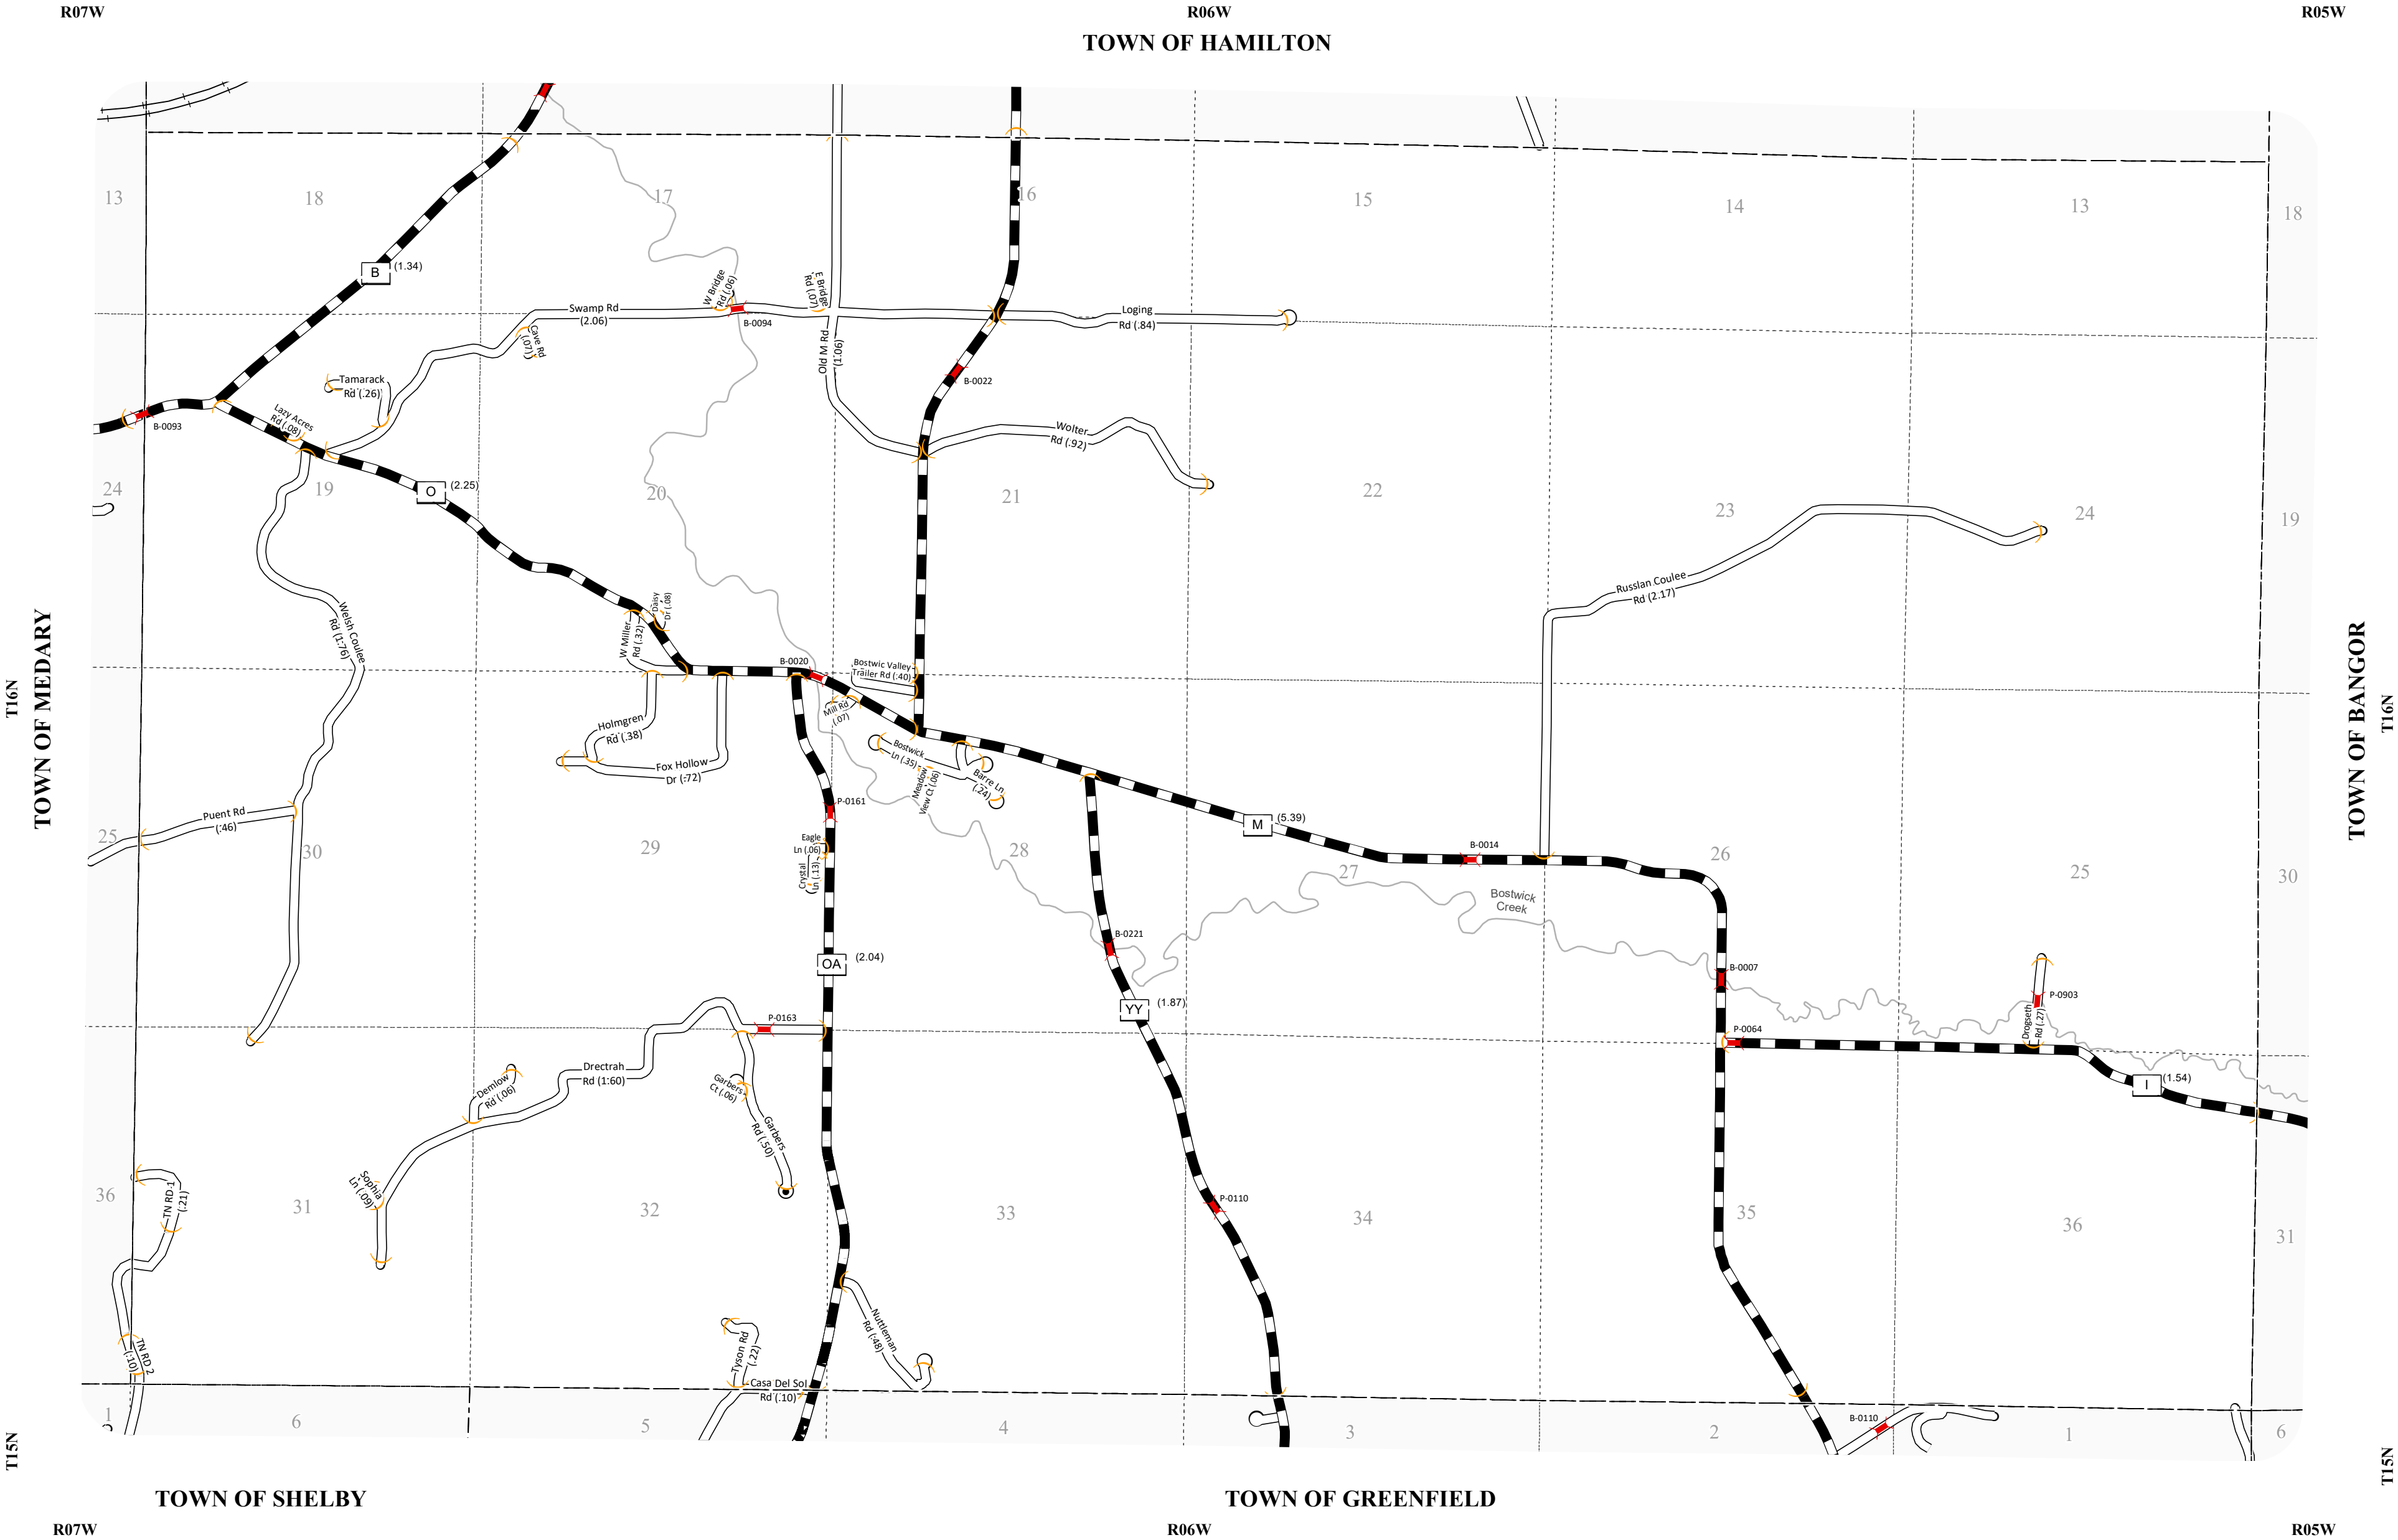 R07W
R06W
R05W
TOWN OF HAMILTON
13
18
17
16
15
14
13
18
B
(1.34)
W Bridge
Rd (.06)
E Bridge
Rd (.07)
Swamp Rd
(2.06)
B-0094
Loging
Rd (.84)
Cave Rd
(.07)
Old M Rd
(1.06)
Tamarack
Rd (.26)
B-0022
Lazy Acres
Rd (.08)
B-0093
Wolter
Rd (.92)
24
19
O
(2.25)
20
21
22
23
24
19
Russlan Coulee
Rd (2.17)
Welsh Coulee
Rd (1.76)
W Miller
Rd (.32)
Daisy
Dr (.08)
B-0020
Bostwic Valley
Trailer Rd (.40)
TOWN OF MEDARY
T16N
TOWN OF BANGOR
T16N
Mill Rd
(.07)
Holmgren
Rd (.38)
Fox Hollow
Dr (.72)
Bostwick
Ln (.35)
Meadow
View Ct (.06)
Barre Ln
(.24)
P-0161
Puent Rd
(.46)
M
(5.39)
Eagle
Ln (.06)
Crystal
Ln (.13)
B-0014
25
30
29
28
27
26
25
30
Bostwick
Creek
B-0221
OA
(2.04)
B-0007
YY
(1.87)
P-0903
Drogseth
Rd (.27)
P-0163
P-0064
Drectrah
Rd (1.60)
Demlow
Rd (.06)
Garbers
Ct (.06)
Garbers
Rd (.50)
I
(1.54)
Sophia
Ln (.09)
TN RD 1
(.21)
36
31
32
33
P-0110
34
35
36
31
Nuttleman
Rd (.48)
TN RD 2
(.10)
Tyson Rd
(.22)
Casa Del Sol
Rd (.10)
1
6
5
4
3
2
B-0110
1
6
T15N
T15N
TOWN OF SHELBY
TOWN OF GREENFIELD
R07W
R06W
R05W